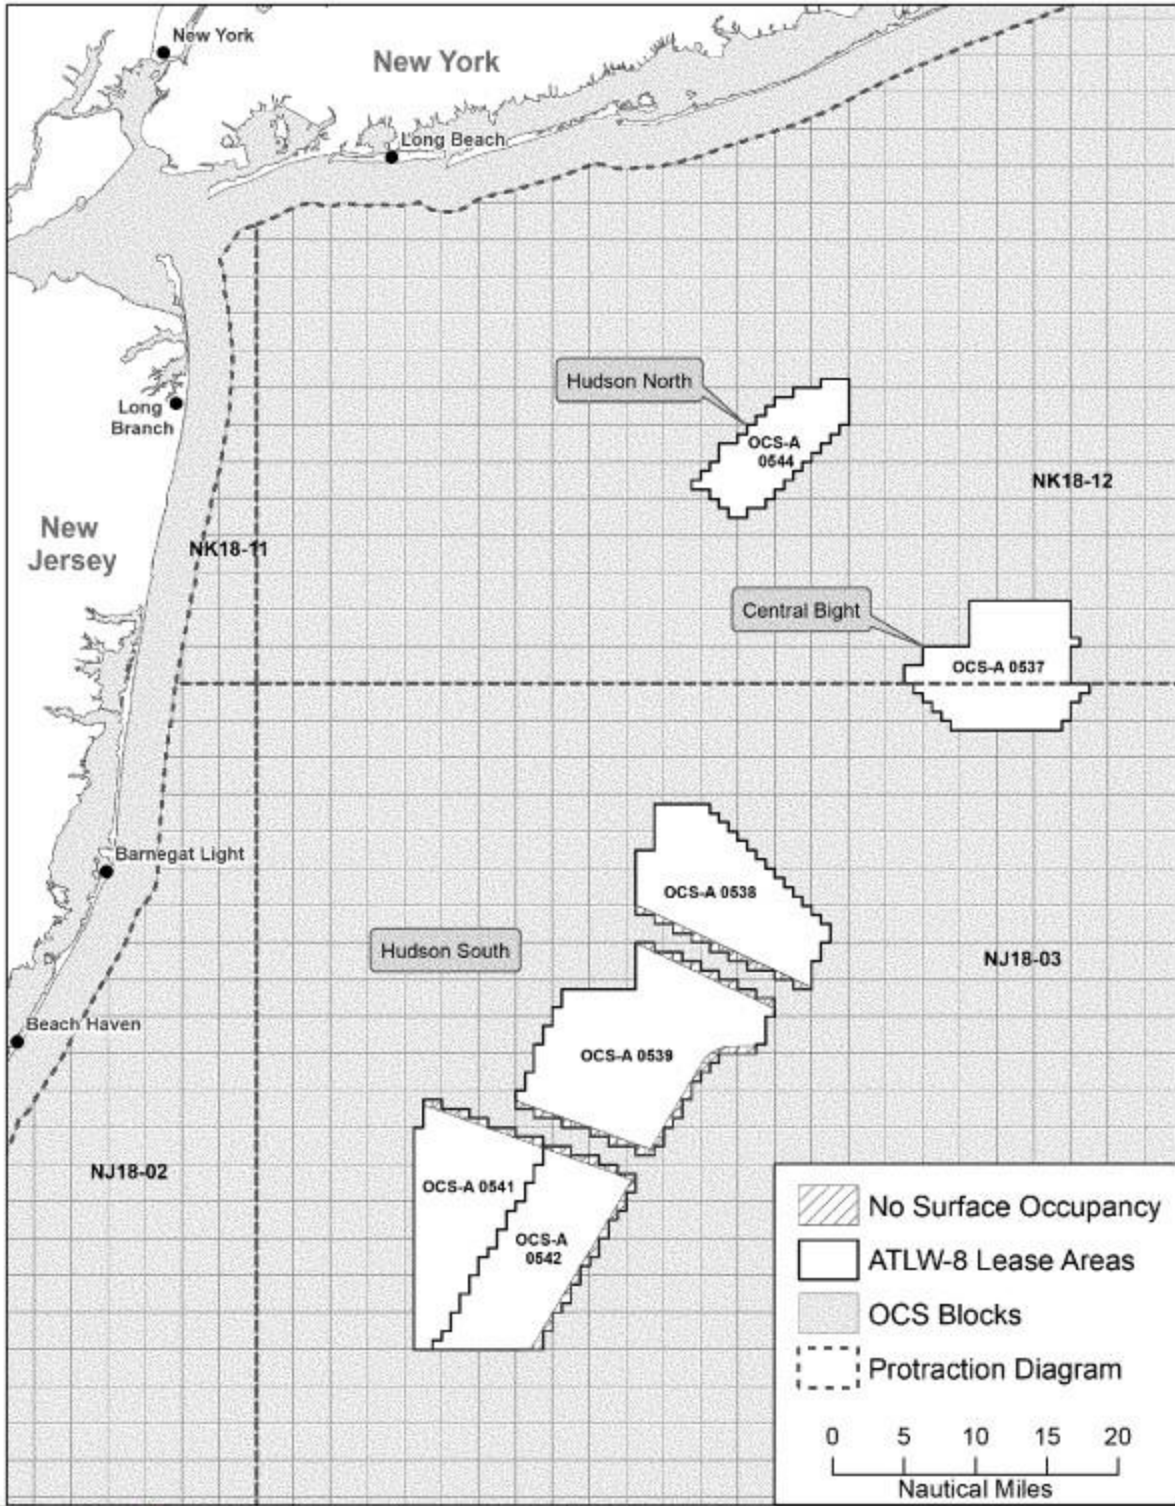 New York
New York
Long Beach
Long
Branch
Hudson North
OCS-A
0544
NK18-12
New
Jersey
NK18-11
Central Bight
OCS-A 0537
Barnegat Light
OCS-A 0538
Hudson South
NJ18-03
Beach Haven
OCS-A 0539
NJ18-02
OCS-A 0541
OCS-A
0542
No Surface Occupancy
ATLW-8 Lease Areas
OCS Blocks
Protraction Diagram
0 5 10 15 20
Nautical Miles